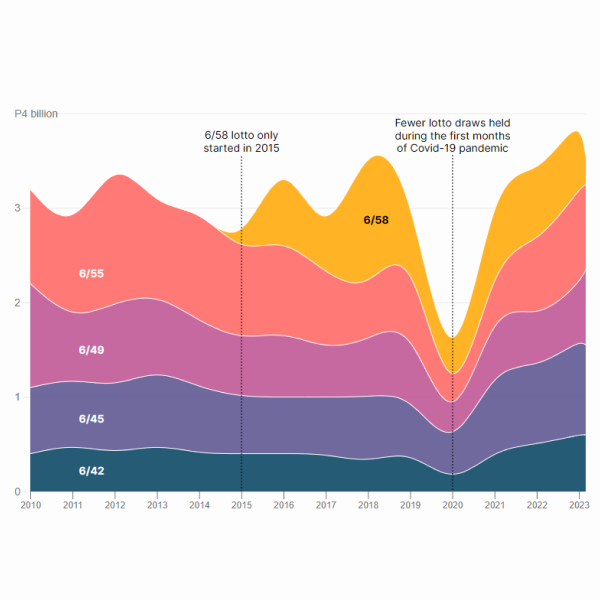 P4 billion
6/58 lotto only
started in 2015
Fewer lotto draws held
during the first months
of Covid-19 pandemic
3
6/58
6/55
2
6/49
1
6/45
6/42
0
2010 2011 2012 2013 2014 2015 2016 2017 2018 2019 2020 2021 2022 2023